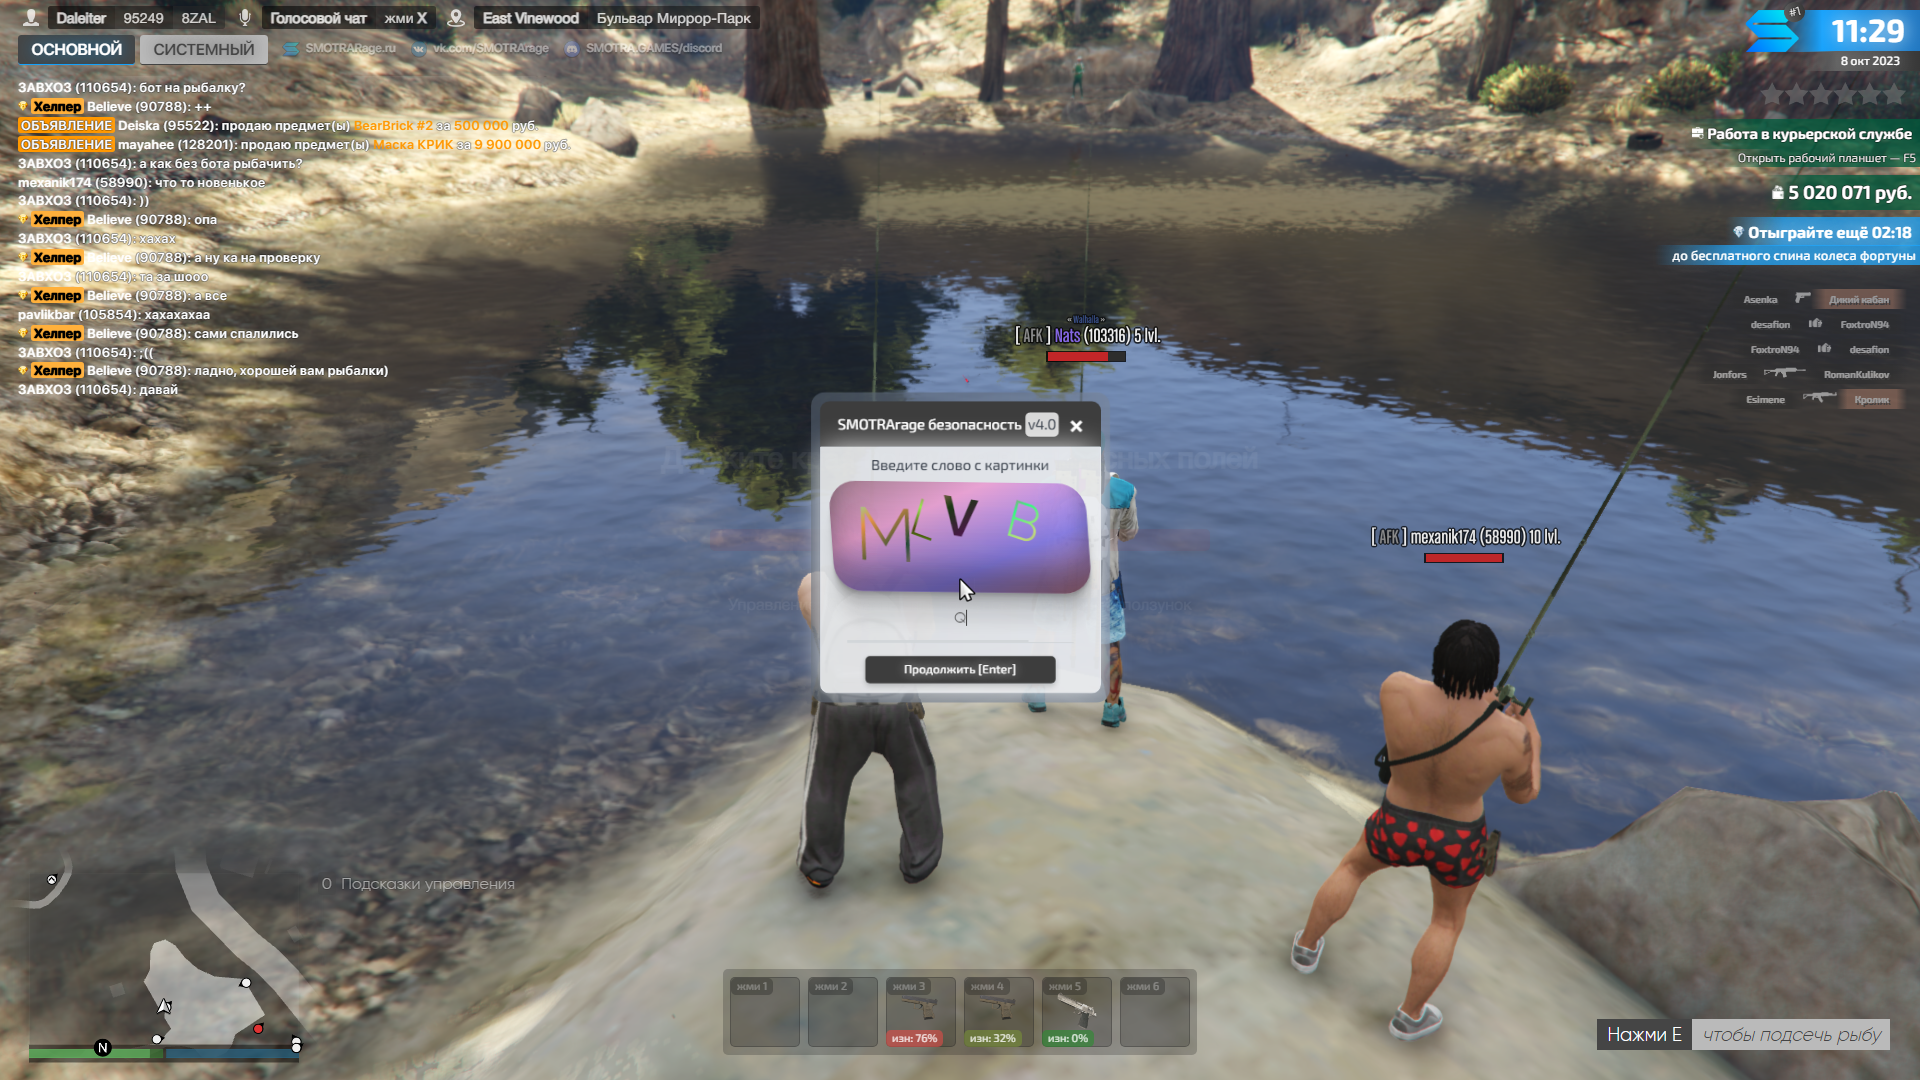 Daleiter 95249 8ZAL Голосовой чат жми X East Vinewood Бульвар Миррор-Парк
ОСНОВНОЙ СИСТЕМНЫЙ SMOTRARage.ru vk.com/SMOTRArage SMOTRA.GAMES/discord
ЗАВХОЗ (110654): бот на рыбалку?
Хелпер Believe (90788): ++
ОБЪЯВЛЕНИЕ Deiska (95522): продаю предмет(ы) BearBrick #2 за 500 000 руб.
ОБЪЯВЛЕНИЕ mayahee (128201): продаю предмет(ы) Маска КРИК за 9 900 000 руб.
ЗАВХОЗ (110654): а как без бота рыбачить?
mexanik174 (58990): что то новенькое
ЗАВХОЗ (110654): ))
Хелпер Believe (90788): опа
ЗАВХОЗ (110654): хахах
Хелпер Believe (90788): а ну ка на проверку
ЗАВХОЗ (110654): та за шооо
Хелпер Believe (90788): а все
pavlikbar (105854): хахахахаа
Хелпер Believe (90788): сами спалились
ЗАВХОЗ (110654): ;((
Хелпер Believe (90788): ладно, хорошей вам рыбалки)
ЗАВХОЗ (110654): давай
#1
11:29
8 окт 2023
Работа в курьерской службе
Открыть рабочий планшет — F5
5 020 071 руб.
Отыграйте ещё 02:18
до бесплатного спина колеса фортуны
Asenka Дикий кабан
desafion FoxtroN94
FoxtroN94 desafion
Jonfors RomanKulikov
Esimene Кролик
«Walhalla»
[ AFK ] Nats (103316) 5 lvl.
[ AFK ] mexanik174 (58990) 10 lvl.
SMOTRArage безопасность v4.0
Введите слово с картинки
M L V B
Q
Продолжить [Enter]
0 Подсказки управления
N
жми 1 жми 2 жми 3 жми 4 жми 5 жми 6
изн: 76% изн: 32% изн: 0%
Нажми E чтобы подсечь рыбу